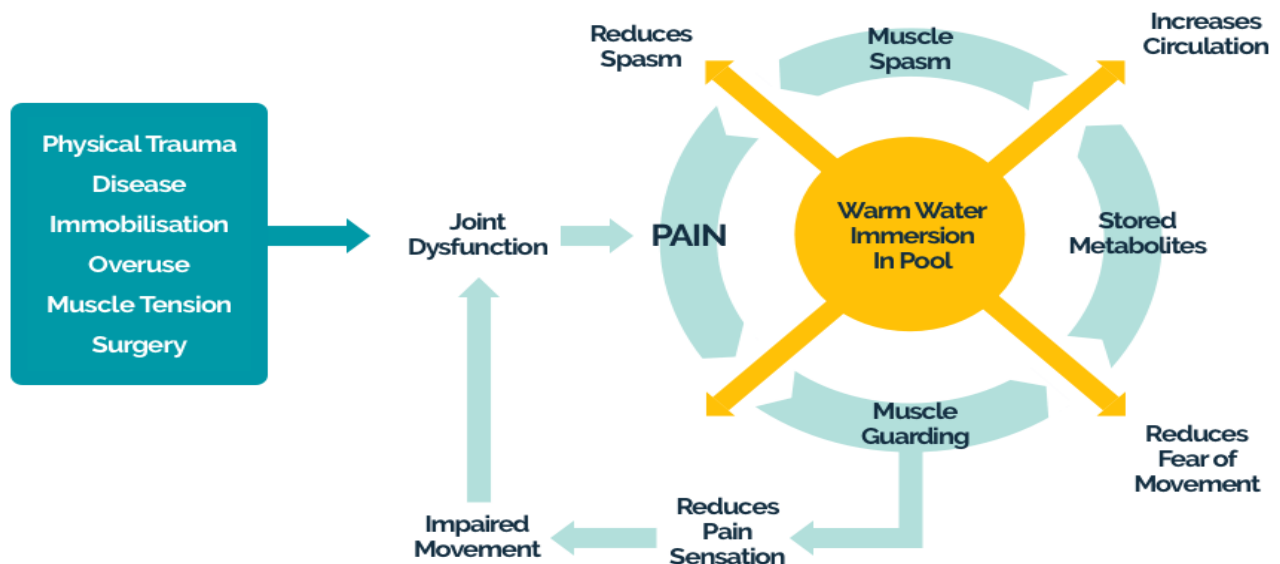 Physical Trauma
Disease
Immobilisation
Overuse
Muscle Tension
Surgery
Joint
Dysfunction
PAIN
Reduces
Spasm
Muscle
Spasm
Increases
Circulation
Warm Water
Immersion
In Pool
Stored
Metabolites
Muscle
Guarding
Reduces
Fear of
Movement
Reduces
Pain
Sensation
Impaired
Movement